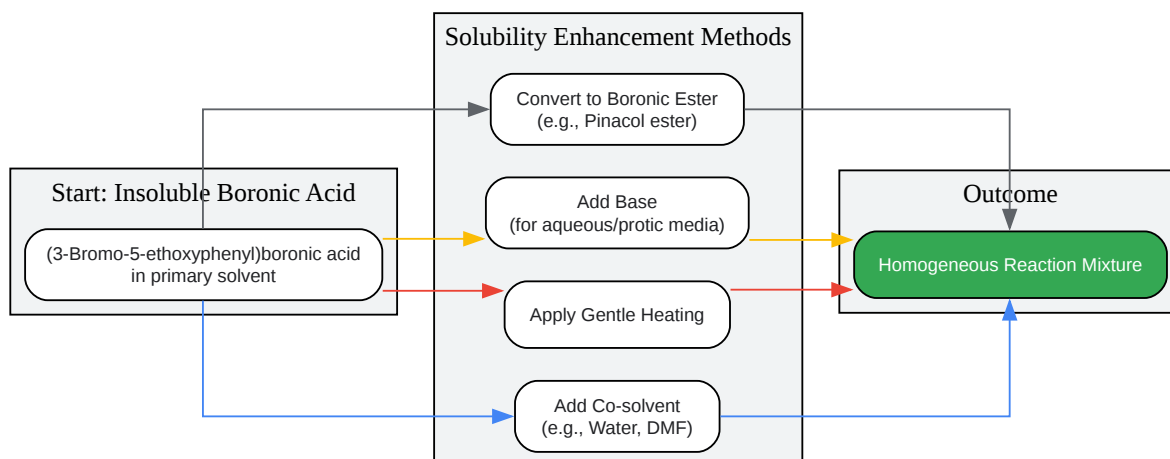 Solubility Enhancement Methods
Convert to Boronic Ester
(e.g., Pinacol ester)
Start: Insoluble Boronic Acid
(3-Bromo-5-ethoxyphenyl)boronic acid
in primary solvent
Add Base
(for aqueous/protic media)
Apply Gentle Heating
Add Co-solvent
(e.g., Water, DMF)
Outcome
Homogeneous Reaction Mixture